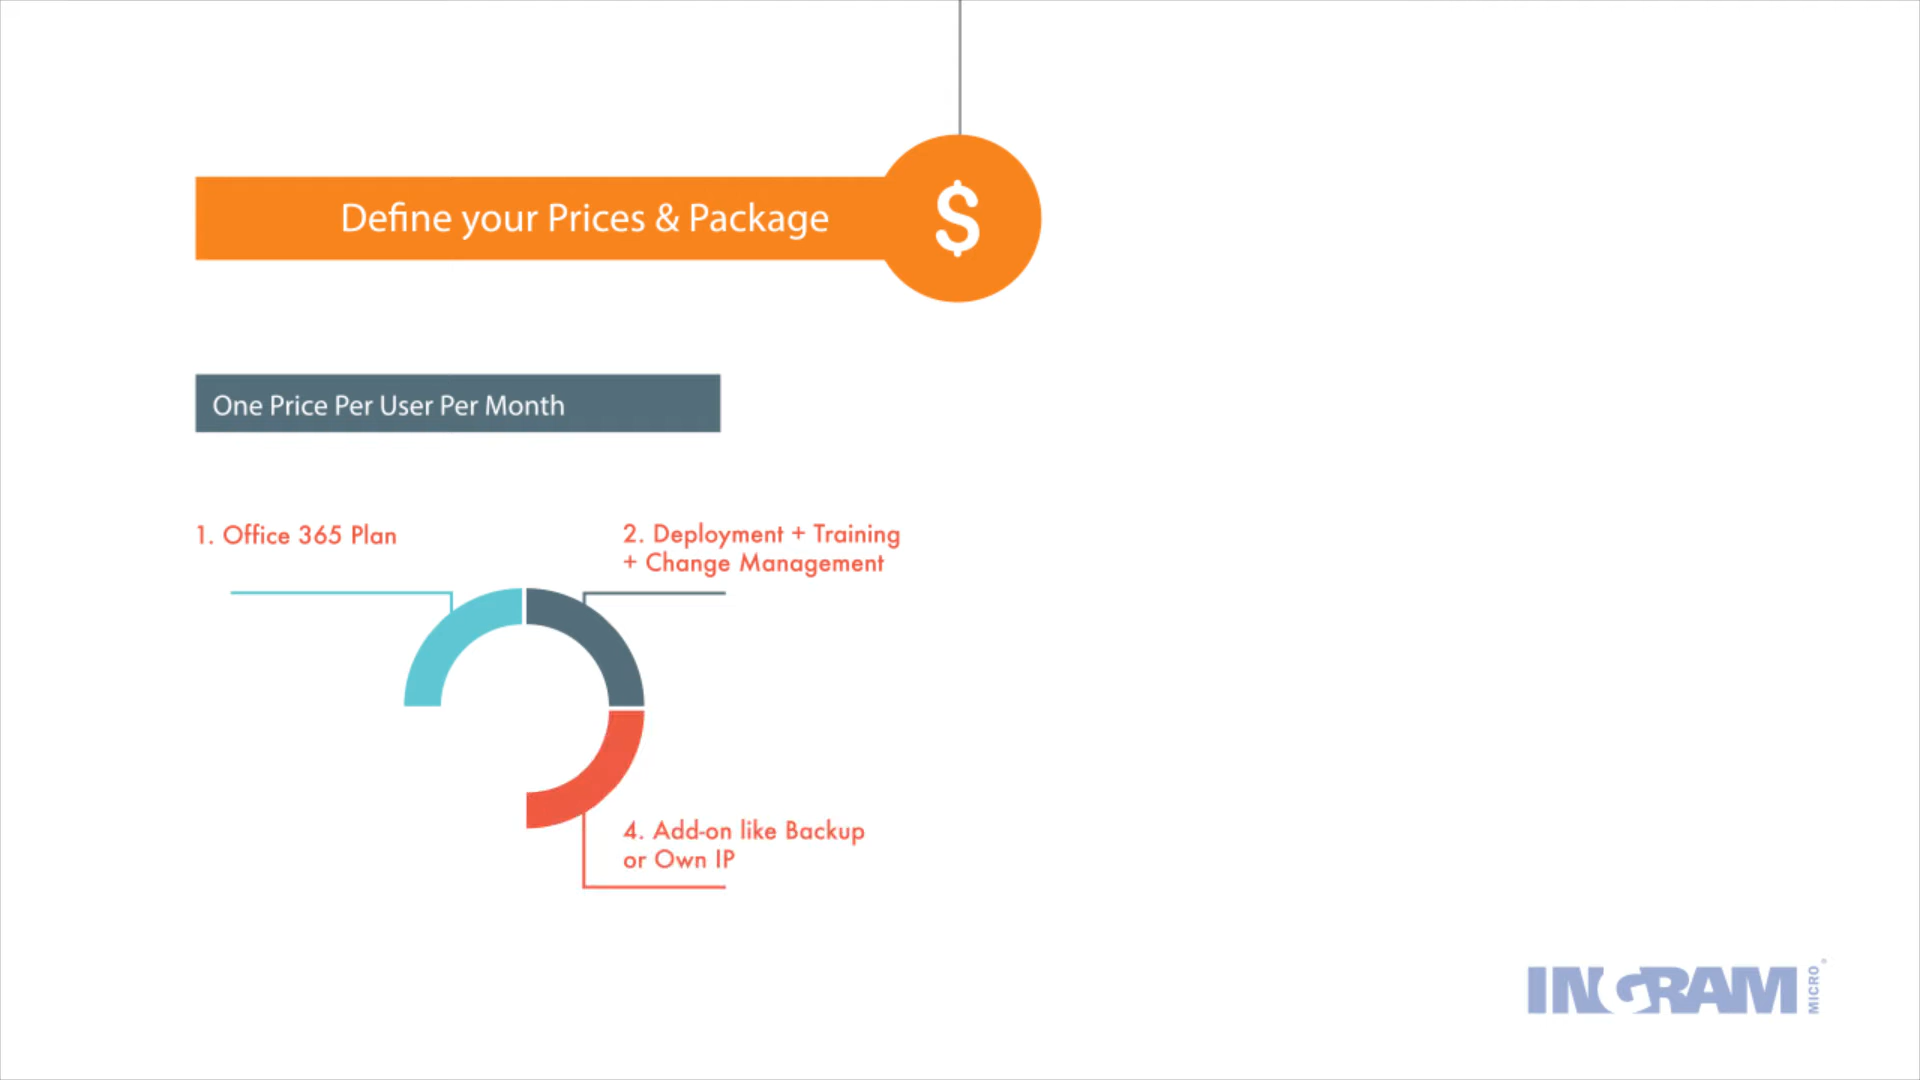 Define your Prices & Package
$
One Price Per User Per Month
1. Office 365 Plan
2. Deployment + Training
+ Change Management
4. Add-on like Backup
or Own IP
INGRAM MICRO®